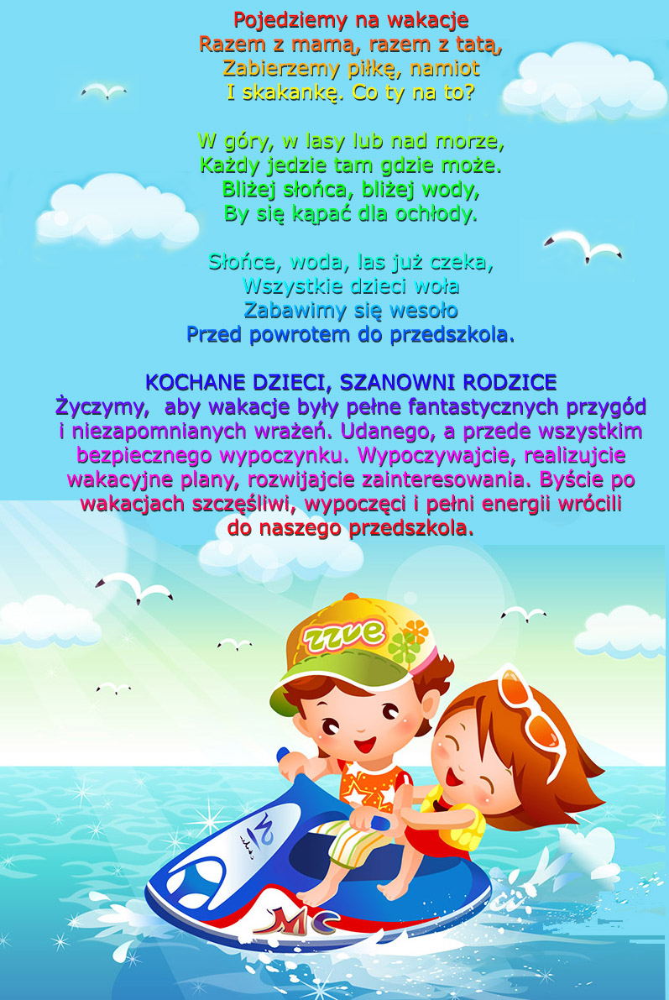 Pojedziemy na wakacje
Razem z mamą, razem z tatą,
Zabierzemy piłkę, namiot
I skakankę. Co ty na to?
W góry, w lasy lub nad morze,
Każdy jedzie tam gdzie może.
Bliżej słońca, bliżej wody,
By się kąpać dla ochłody.
Słońce, woda, las już czeka,
Wszystkie dzieci woła
Zabawimy się wesoło
Przed powrotem do przedszkola.
KOCHANE DZIECI, SZANOWNI RODZICE
Życzymy,  aby wakacje były pełne fantastycznych przygód
i niezapomnianych wrażeń. Udanego, a przede wszystkim
bezpiecznego wypoczynku. Wypoczywajcie, realizujcie
wakacyjne plany, rozwijajcie zainteresowania. Byście po
wakacjach szczęśliwi, wypoczęci i pełni energii wrócili
do naszego przedszkola.
zzve
MC